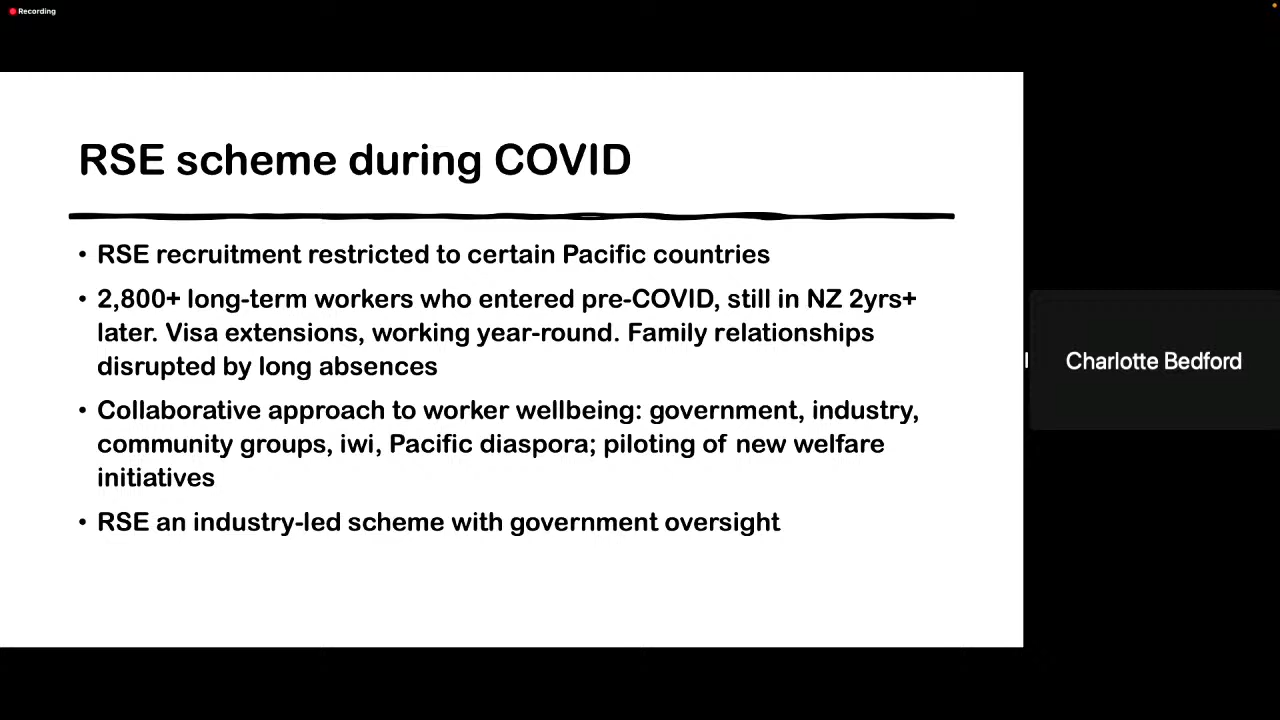 Recording
RSE scheme during COVID
• RSE recruitment restricted to certain Pacific countries
• 2,800+ long-term workers who entered pre-COVID, still in NZ 2yrs+
later. Visa extensions, working year-round. Family relationships
disrupted by long absences
• Collaborative approach to worker wellbeing: government, industry,
community groups, iwi, Pacific diaspora; piloting of new welfare
initiatives
• RSE an industry-led scheme with government oversight
Charlotte Bedford